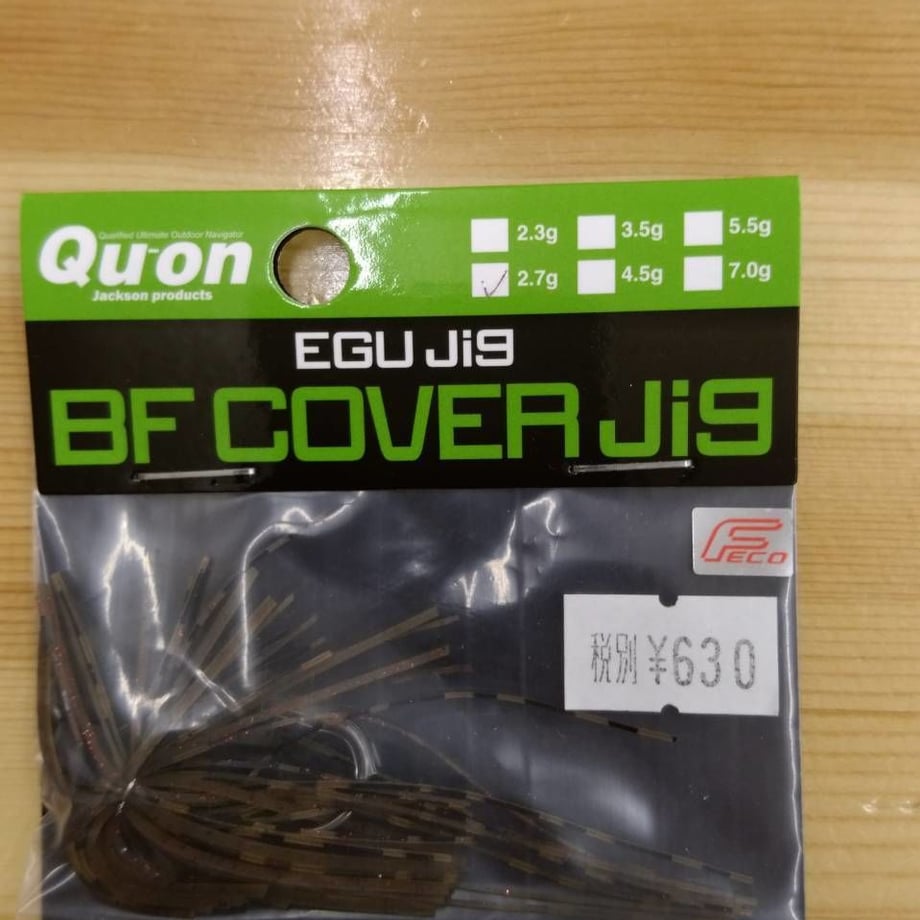 Qualified Ultimate Outdoor Navigator
Qu-on
Jackson products
2.3g 3.5g 5.5g
2.7g 4.5g 7.0g
EGU Jig
BF COVER Jig
FECO
税別 ¥630